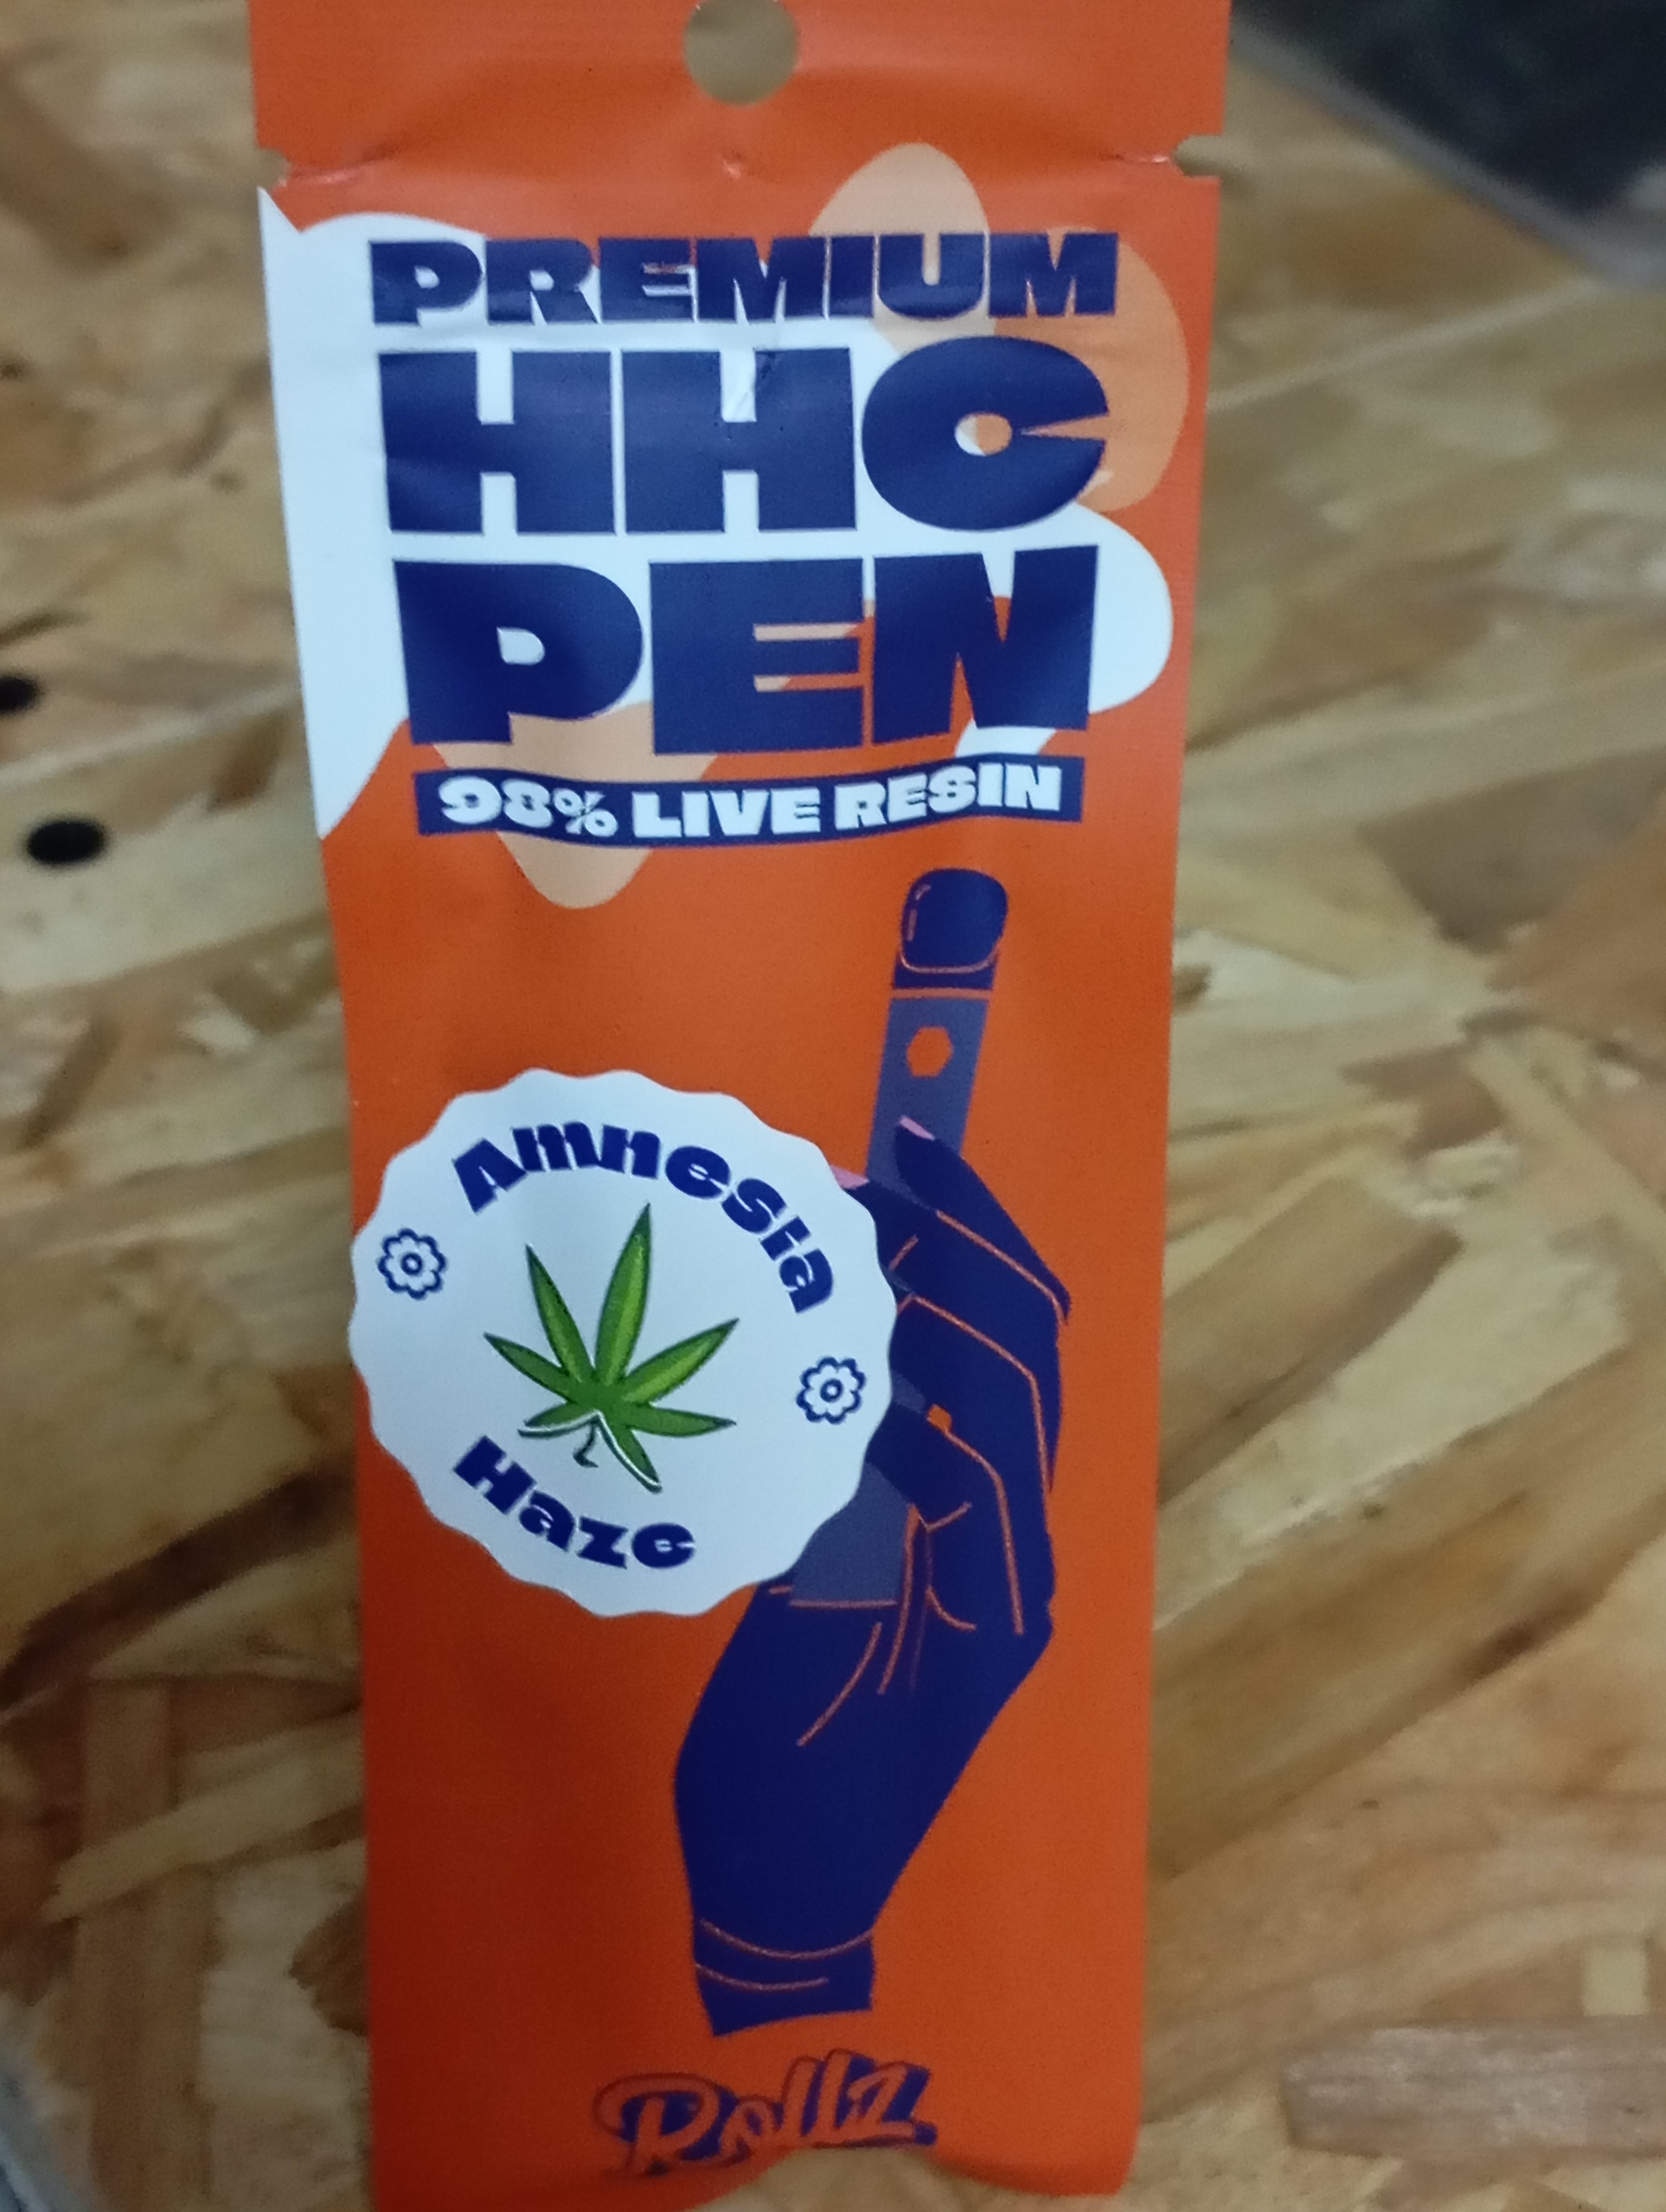 PREMIUM
HHC
PEN
98% LIVE RESIN
Amnesia
Haze
Rollz